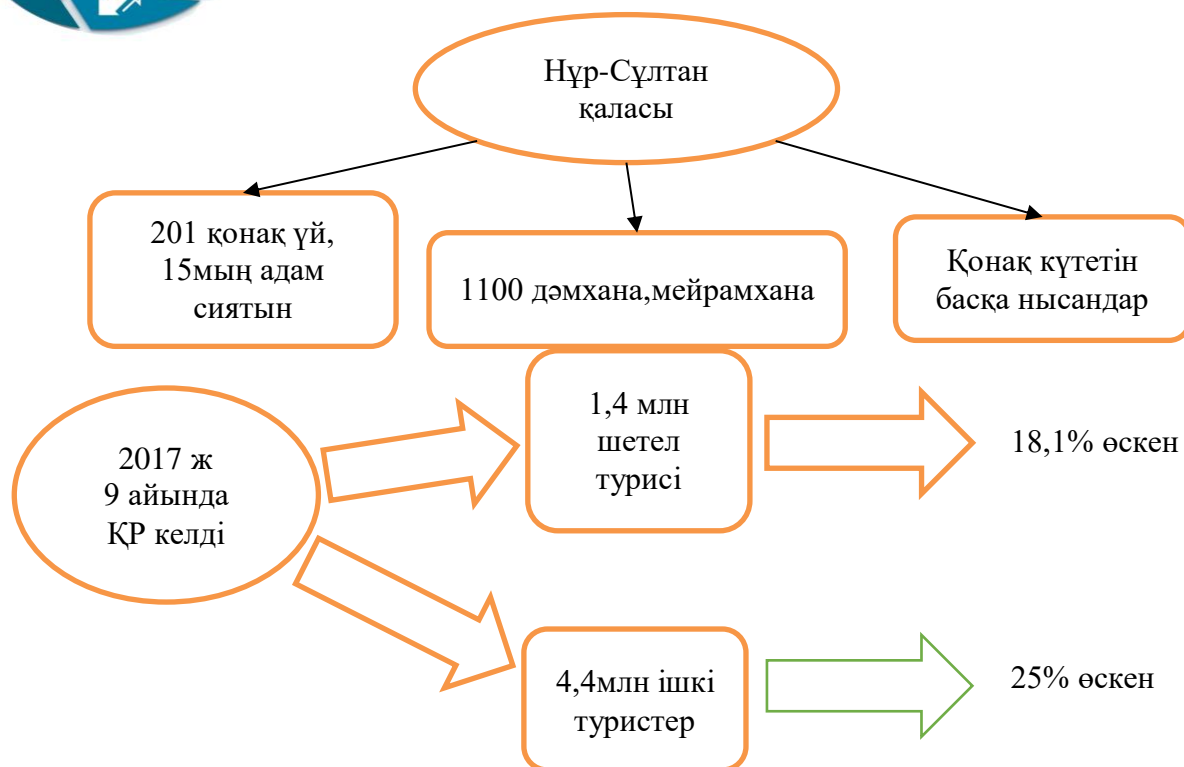 Нұр-Сұлтан
қаласы
201 қонақ үй,
15мың адам
сиятын
1100 дәмхана,мейрамхана
Қонақ күтетін
басқа нысандар
2017 ж
9 айында
ҚР келді
1,4 млн
шетел
турисі
18,1% өскен
4,4млн ішкі
туристер
25% өскен